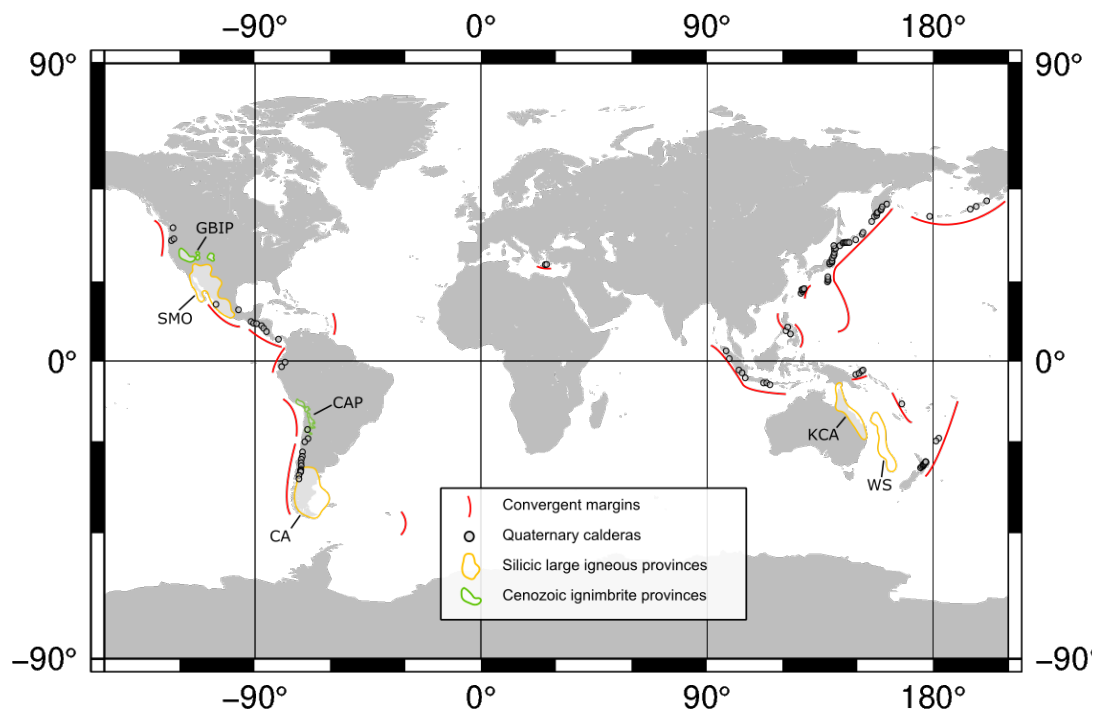 −90° 0° 90° 180°
90° 90°
GBIP
SMO
0° 0°
CAP
KCA
WS
CA
Convergent margins
Quaternary calderas
Silicic large igneous provinces
Cenozoic ignimbrite provinces
−90° −90°
−90° 0° 90° 180°